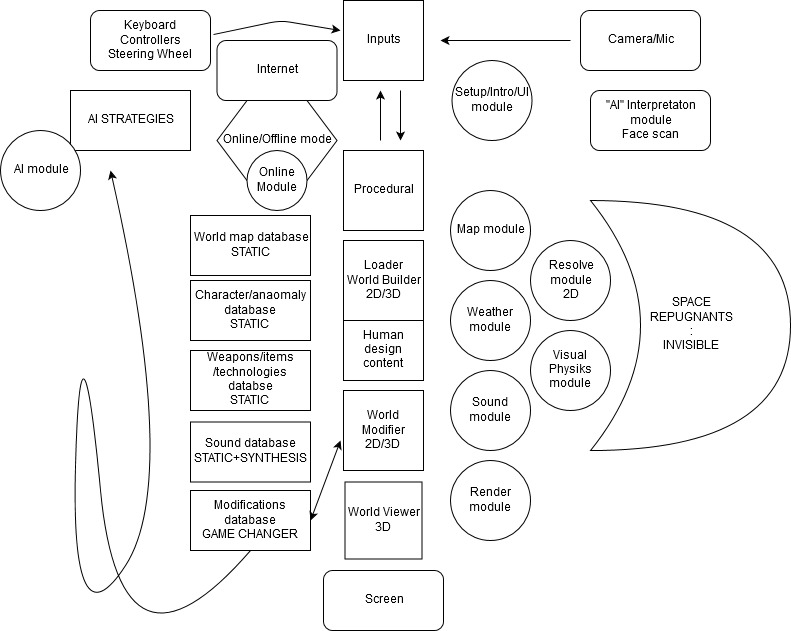 Keyboard
Controllers
Steering Wheel
Inputs
Camera/Mic
Internet
Setup/Intro/UI
module
"AI" Interpretaton
module
Face scan
AI STRATEGIES
Online/Offline mode
AI module
Online
Module
Procedural
World map database
STATIC
Map module
Loader
World Builder
2D/3D
Resolve
module
2D
Character/anaomaly
database
STATIC
Weather
module
SPACE
REPUGNANTS
:
INVISIBLE
Human
design
content
Weapons/items
/technologies
databse
STATIC
Visual
Physiks
module
World
Modifier
2D/3D
Sound
module
Sound database
STATIC+SYNTHESIS
Render
module
Modifications
database
GAME CHANGER
World Viewer
3D
Screen